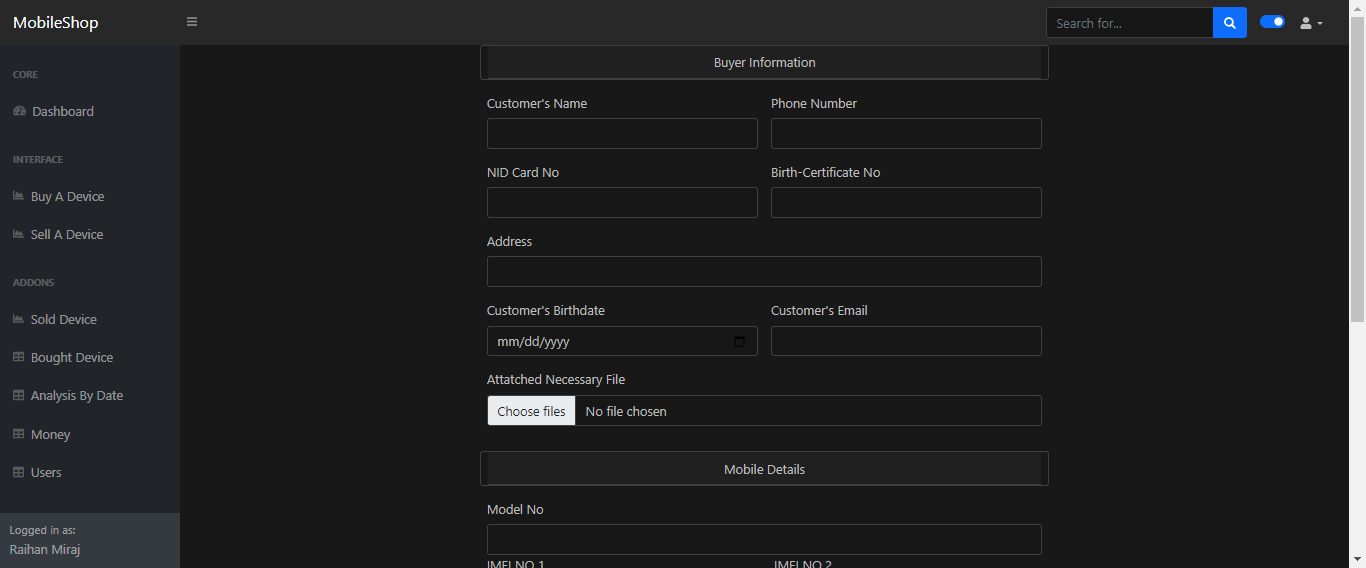 MobileShop
Search for...
CORE
Dashboard
INTERFACE
Buy A Device
Sell A Device
ADDONS
Sold Device
Bought Device
Analysis By Date
Money
Users
Logged in as:
Raihan Miraj
Buyer Information
Customer's Name Phone Number
NID Card No Birth-Certificate No
Address
Customer's Birthdate Customer's Email
mm/dd/yyyy
Attatched Necessary File
Choose files No file chosen
Mobile Details
Model No
IMEI NO 1 IMEI NO 2